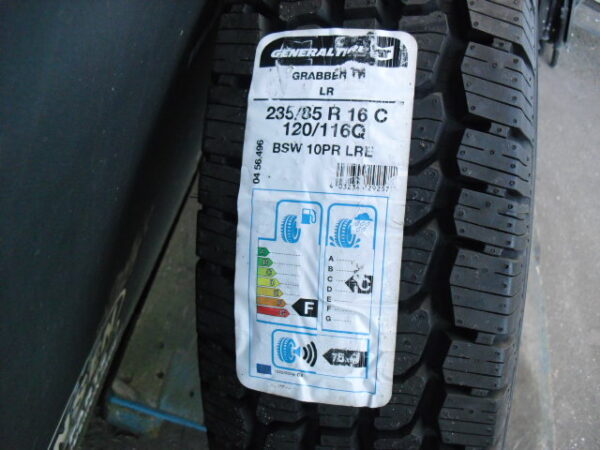 GENERAL TIRE
GRABBER TR
LR
235/85 R 16 C
120/116Q
BSW 10PR LRE
04 56.496
A
B
C
D
E
F
G
F
C